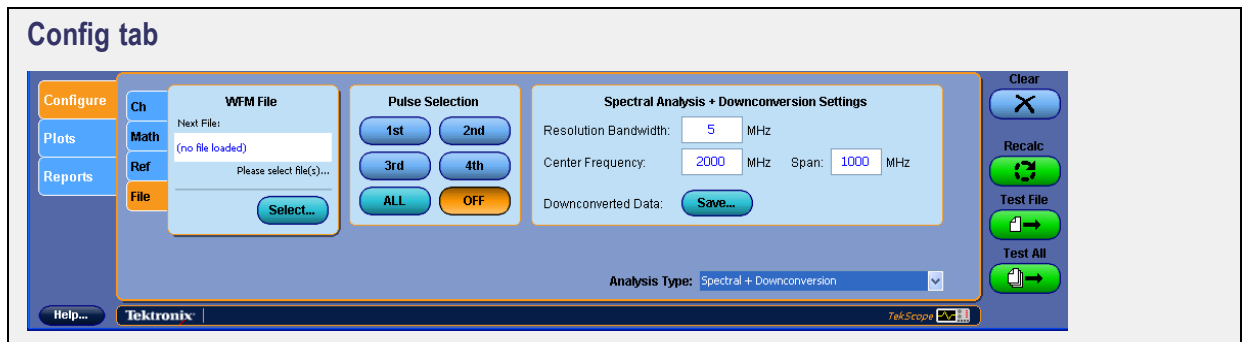 Config tab
Configure
Plots
Reports
Ch
Math
Ref
File
WFM File
Next File:
(no file loaded)
Please select file(s)...
Select...
Pulse Selection
1st 2nd
3rd 4th
ALL OFF
Spectral Analysis + Downconversion Settings
Resolution Bandwidth: 5 MHz
Center Frequency: 2000 MHz Span: 1000 MHz
Downconverted Data: Save...
Analysis Type: Spectral + Downconversion
Clear
Recalc
Test File
Test All
Help...
Tektronix
TekScope